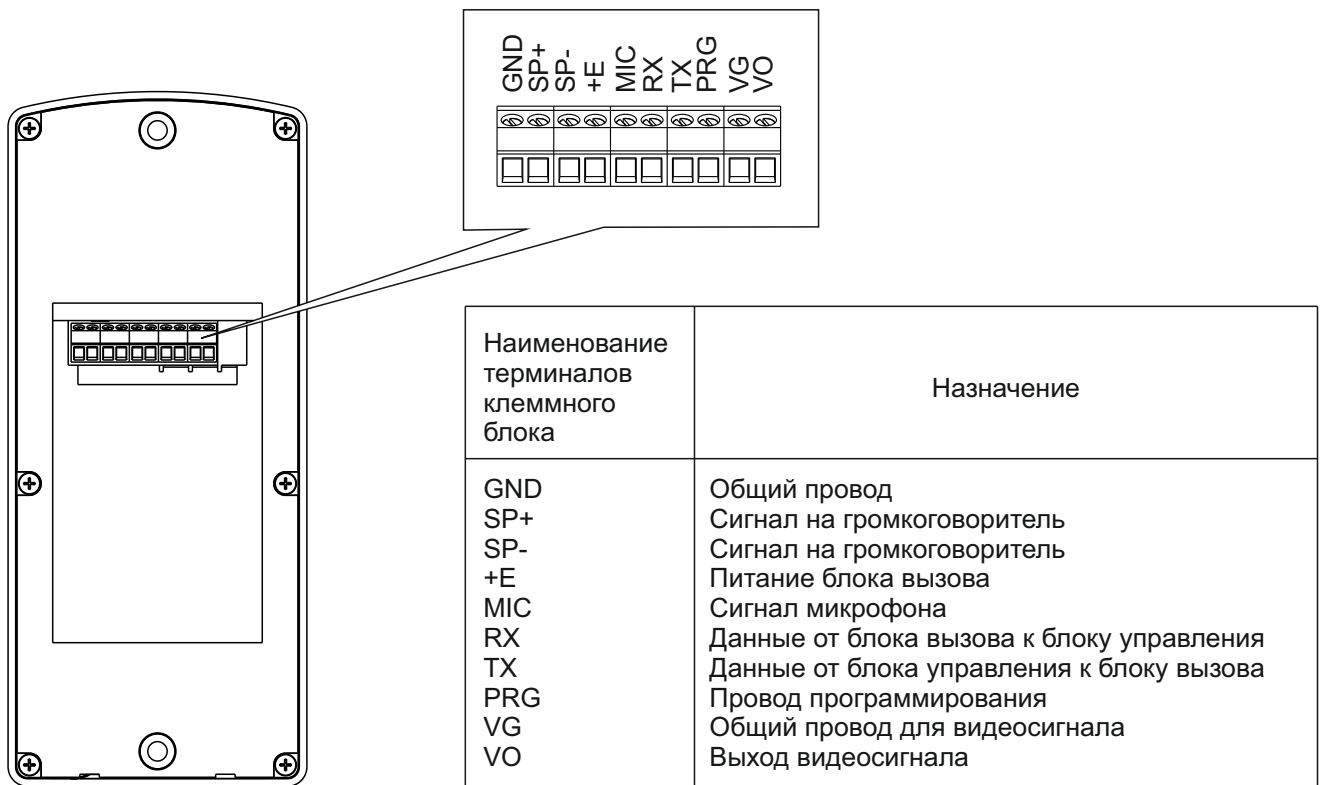 GND
SP+
SP-
+E
MIC
RX
TX
PRG
VG
VO
Наименование
терминалов
клеммного
блока
Назначение
GND Общий провод
SP+ Сигнал на громкоговоритель
SP- Сигнал на громкоговоритель
+E Питание блока вызова
MIC Сигнал микрофона
RX Данные от блока вызова к блоку управления
TX Данные от блока управления к блоку вызова
PRG Провод программирования
VG Общий провод для видеосигнала
VO Выход видеосигнала